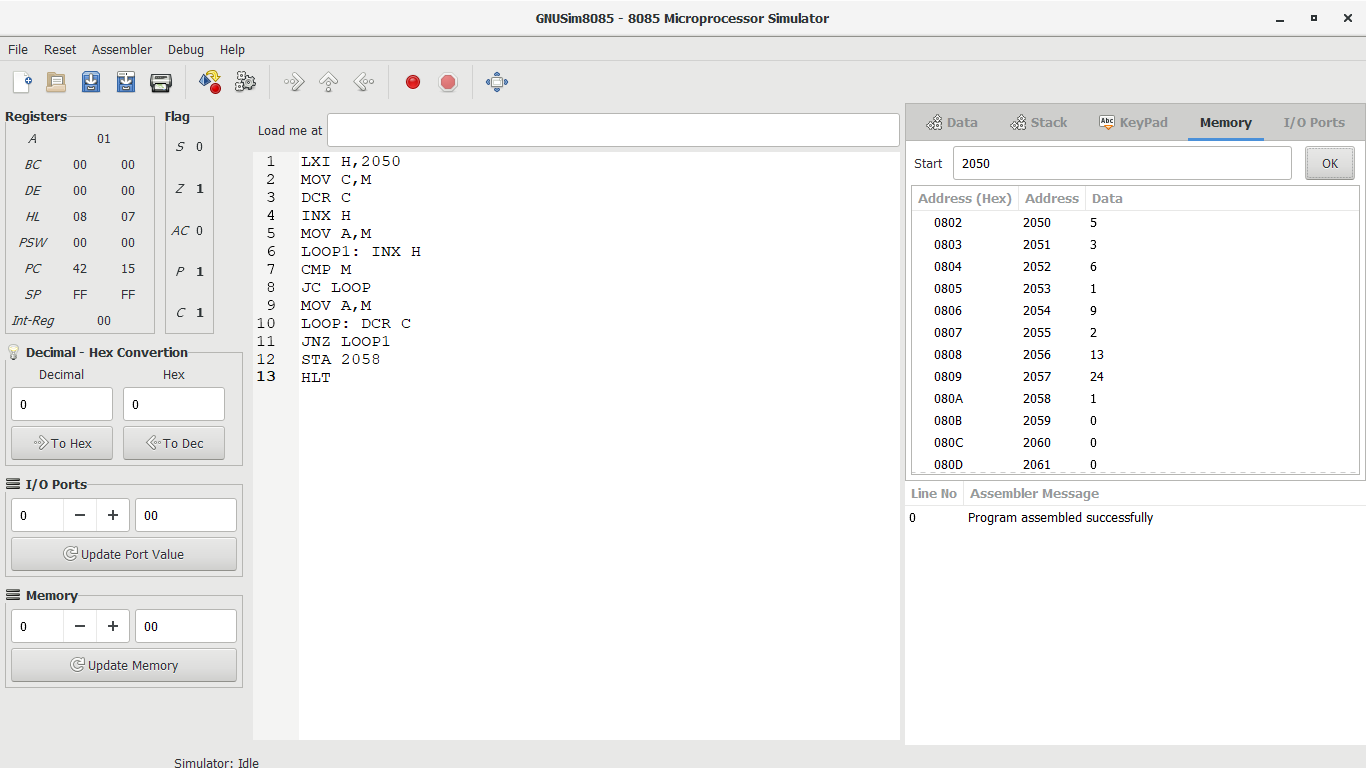 GNUSim8085 - 8085 Microprocessor Simulator
File Reset Assembler Debug Help
Registers
A 01
BC 00 00
DE 00 00
HL 08 07
PSW 00 00
PC 42 15
SP FF FF
Int-Reg 00
Flag
S 0
Z 1
AC 0
P 1
C 1
Decimal - Hex Convertion
Decimal Hex
0 0
To Hex To Dec
I/O Ports
0 00
Update Port Value
Memory
0 00
Update Memory
Load me at
1 LXI H,2050
2 MOV C,M
3 DCR C
4 INX H
5 MOV A,M
6 LOOP1: INX H
7 CMP M
8 JC LOOP
9 MOV A,M
10 LOOP: DCR C
11 JNZ LOOP1
12 STA 2058
13 HLT
Data Stack Abc KeyPad Memory I/O Ports
Start 2050 OK
Address (Hex) Address Data
0802 2050 5
0803 2051 3
0804 2052 6
0805 2053 1
0806 2054 9
0807 2055 2
0808 2056 13
0809 2057 24
080A 2058 1
080B 2059 0
080C 2060 0
080D 2061 0
Line No Assembler Message
0 Program assembled successfully
Simulator: Idle